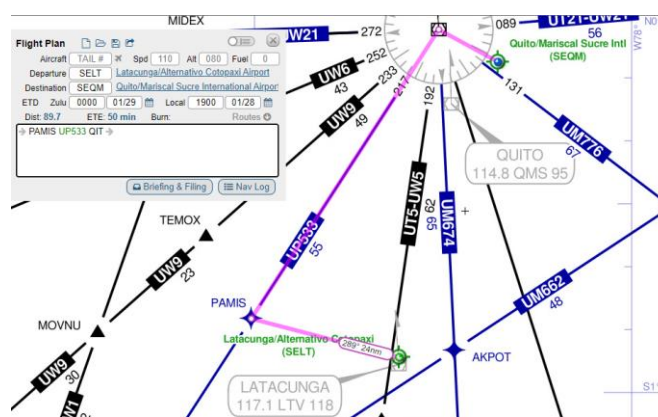 MIDEX
Flight Plan
Aircraft TAIL # Spd 110 Alt 080 Fuel 0
Departure SELT Latacunga/Alternativo Cotopaxi Airport
Destination SEQM Quito/Mariscal Sucre International Airport
ETD Zulu 0000 01/29 Local 1900 01/28
Dist: 89.7 ETE: 50 min Burn: Routes
PAMIS UP533 QIT
Briefing & Filing Nav Log
UW21
272
252
233
217
192
131
089
UT21-UW21
56
W78°
N0
Quito/Mariscal Sucre Intl
(SEQM)
UW6
43
UW9
49
QUITO
114.8 QMS 95
UM776
67
UT5-UW5
62
UM674
65
UP533
55
TEMOX
UW9
23
PAMIS
MOVNU
UW9
30
Latacunga/Alternativo Cotopaxi
(SELT)
289° 24nm
LATACUNGA
117.1 LTV 118
AKPOT
UM662
48
S1°